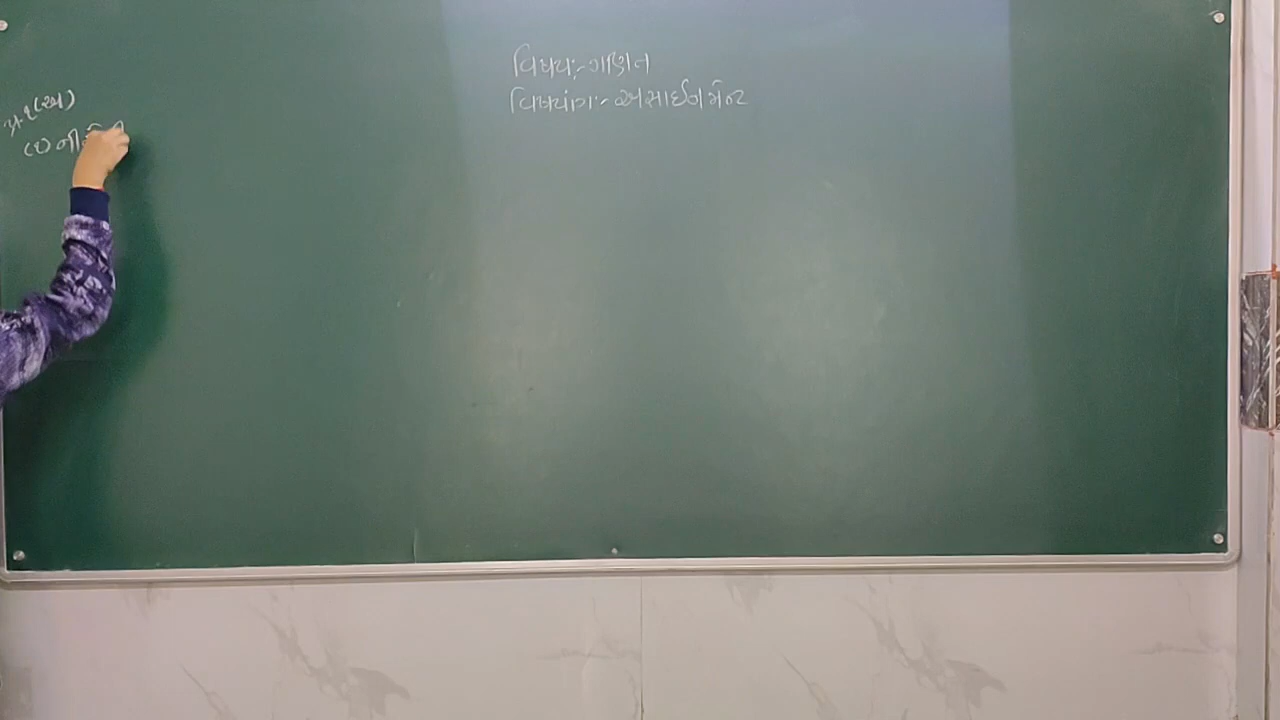 વિષય:-ગણિત
વિષયાંગ:-અસાઈનમેન્ટ
પ્ર.૧(અ)
(૧) ની